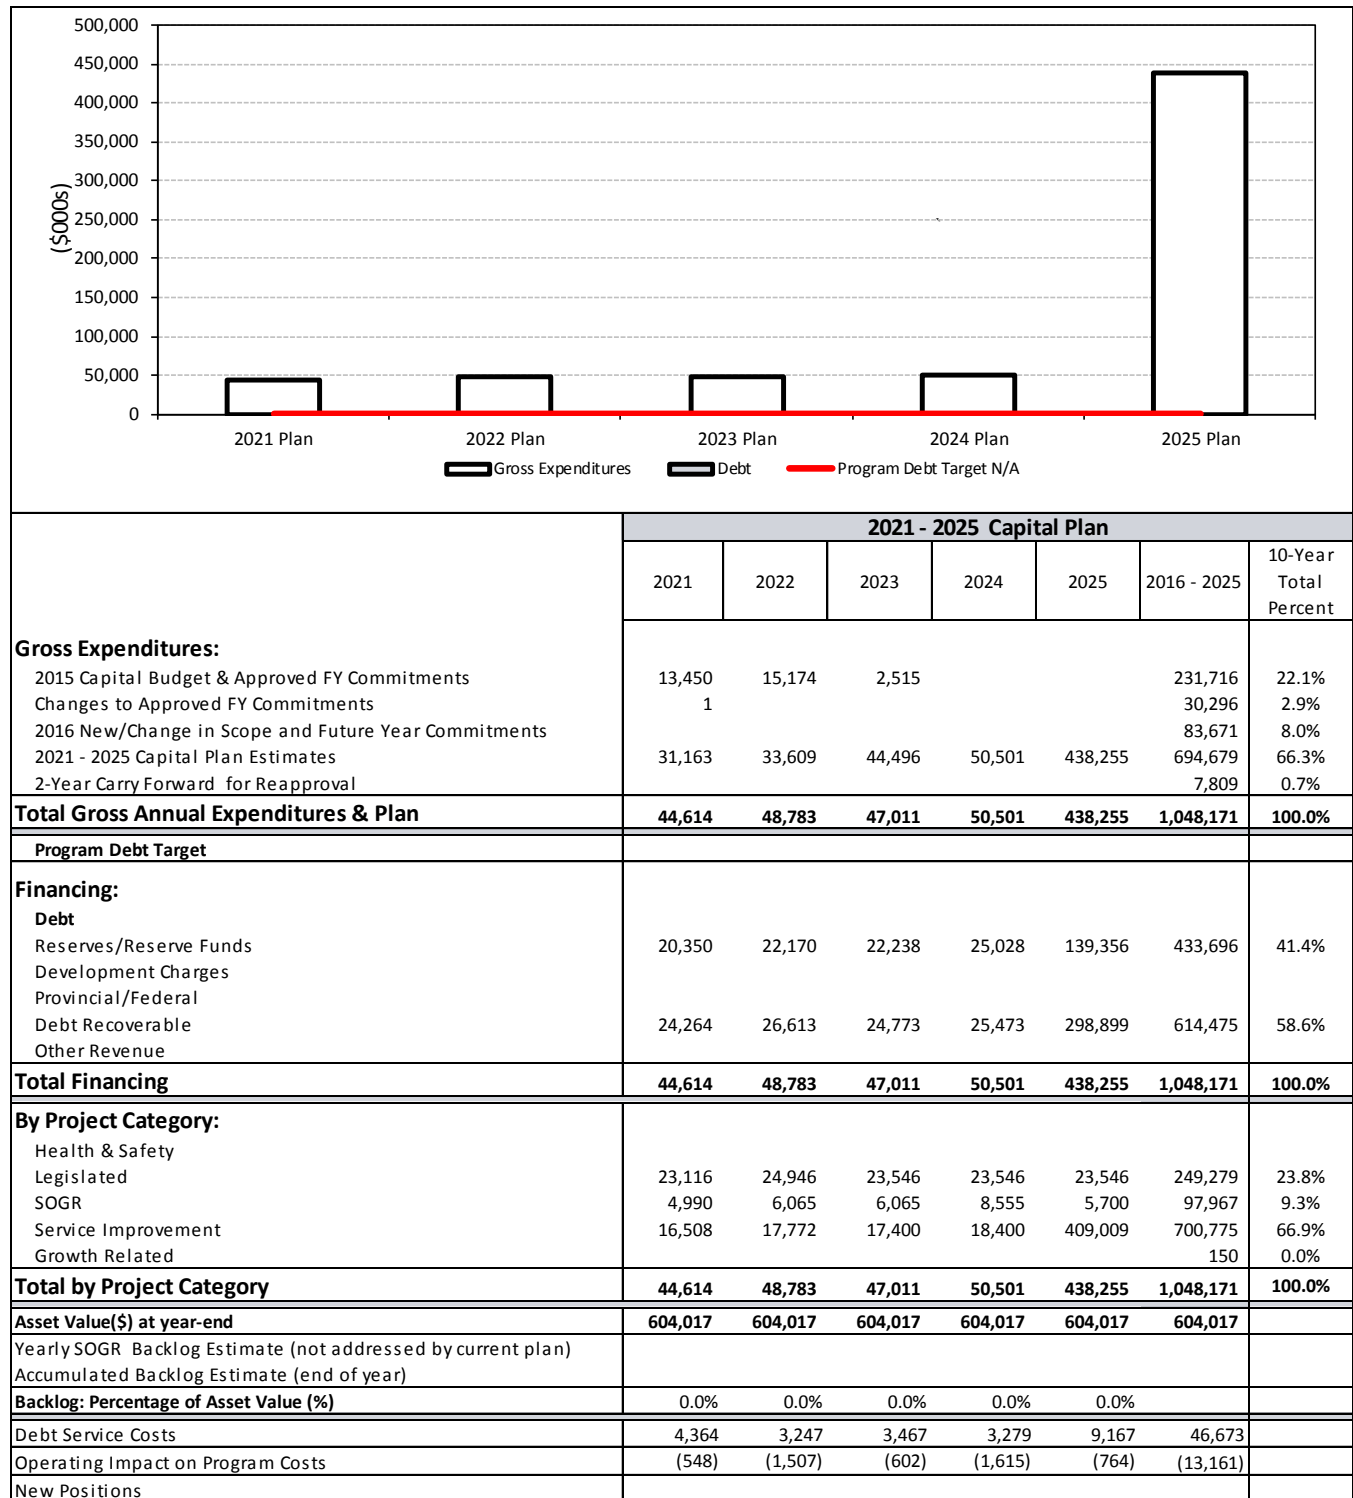 500,000
450,000
400,000
350,000
300,000
250,000
200,000
150,000
100,000
50,000
0
($000s)
2021 Plan 2022 Plan 2023 Plan 2024 Plan 2025 Plan
Gross Expenditures Debt Program Debt Target N/A
2021 - 2025 Capital Plan
2021 2022 2023 2024 2025 2016 - 2025 10-Year Total Percent
Gross Expenditures:
2015 Capital Budget & Approved FY Commitments 13,450 15,174 2,515 231,716 22.1%
Changes to Approved FY Commitments 1 30,296 2.9%
2016 New/Change in Scope and Future Year Commitments 83,671 8.0%
2021 - 2025 Capital Plan Estimates 31,163 33,609 44,496 50,501 438,255 694,679 66.3%
2-Year Carry Forward for Reapproval 7,809 0.7%
Total Gross Annual Expenditures & Plan 44,614 48,783 47,011 50,501 438,255 1,048,171 100.0%
Program Debt Target
Financing:
Debt
Reserves/Reserve Funds 20,350 22,170 22,238 25,028 139,356 433,696 41.4%
Development Charges
Provincial/Federal
Debt Recoverable 24,264 26,613 24,773 25,473 298,899 614,475 58.6%
Other Revenue
Total Financing 44,614 48,783 47,011 50,501 438,255 1,048,171 100.0%
By Project Category:
Health & Safety
Legislated 23,116 24,946 23,546 23,546 23,546 249,279 23.8%
SOGR 4,990 6,065 6,065 8,555 5,700 97,967 9.3%
Service Improvement 16,508 17,772 17,400 18,400 409,009 700,775 66.9%
Growth Related 150 0.0%
Total by Project Category 44,614 48,783 47,011 50,501 438,255 1,048,171 100.0%
Asset Value($) at year-end 604,017 604,017 604,017 604,017 604,017 604,017
Yearly SOGR Backlog Estimate (not addressed by current plan)
Accumulated Backlog Estimate (end of year)
Backlog: Percentage of Asset Value (%) 0.0% 0.0% 0.0% 0.0% 0.0%
Debt Service Costs 4,364 3,247 3,467 3,279 9,167 46,673
Operating Impact on Program Costs (548) (1,507) (602) (1,615) (764) (13,161)
New Positions